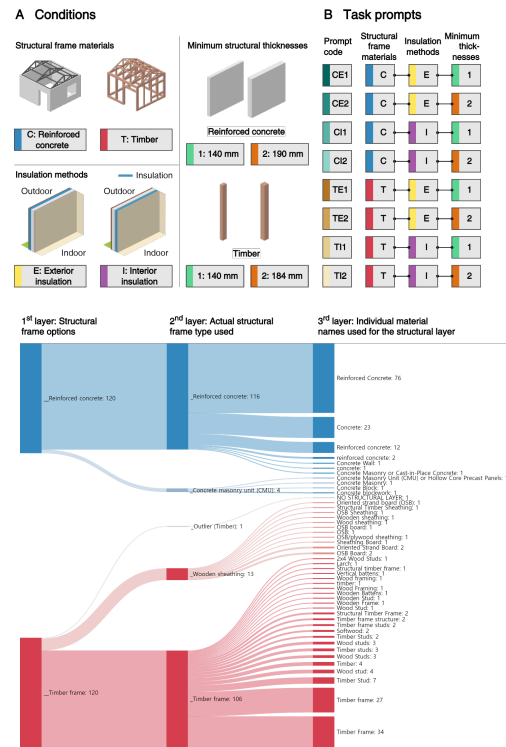 A Conditions
Structural frame materials
C: Reinforced
concrete
T: Timber
Insulation methods
Insulation
Outdoor
Indoor
Outdoor
Indoor
E: Exterior
insulation
I: Interior
insulation
Minimum structural thicknesses
Reinforced concrete
1: 140 mm
2: 190 mm
Timber
1: 140 mm
2: 184 mm
B Task prompts
Prompt
code
Structural
frame
materials
Insulation
methods
Minimum
thick-
nesses
CE1 C E 1
CE2 C E 2
CI1 C I 1
CI2 C I 2
TE1 T E 1
TE2 T E 2
TI1 T I 1
TI2 T I 2
1st layer: Structural
frame options
2nd layer: Actual structural
frame type used
3rd layer: Individual material
names used for the structural layer
__Reinforced concrete: 120
__Timber frame: 120
_Reinforced concrete: 116
_Concrete masonry unit (CMU): 4
_Outlier (Timber): 1
_Wooden sheathing: 13
_Timber frame: 106
Reinforced Concrete: 76
Concrete: 23
Reinforced concrete: 12
reinforced concrete: 2
Concrete Wall: 1
concrete: 1
Concrete Masonry or Cast-in-Place Concrete: 1
Concrete Masonry Unit (CMU) or Hollow Core Precast Panels: 1
Concrete Masonry: 1
Concrete Block: 1
Concrete blockwork: 1
NO STRUCTURAL LAYER: 1
Oriented strand board (OSB): 1
Structural Timber Sheathing: 1
OSB Sheathing: 1
Wooden sheathing: 1
Wood sheathing: 1
OSB board: 1
OSB: 1
OSB/plywood sheathing: 1
Sheathing Board: 1
Oriented Strand Board: 2
OSB Board: 2
2x4 Wood Studs: 1
Larch: 1
Structural timber frame: 1
Vertical battens: 1
Wood framing: 1
timber: 1
Wood Framing: 1
Wooden Battens: 1
Wooden Stud: 1
Wooden Frame: 1
Wood Stud: 1
Structural Timber Frame: 2
Timber frame structure: 2
Timber frame studs: 2
Softwood: 2
Timber Studs: 2
Wood studs: 3
Timber studs: 3
Wood Studs: 3
Timber: 4
Wood stud: 4
Timber Stud: 7
Timber frame: 27
Timber Frame: 34